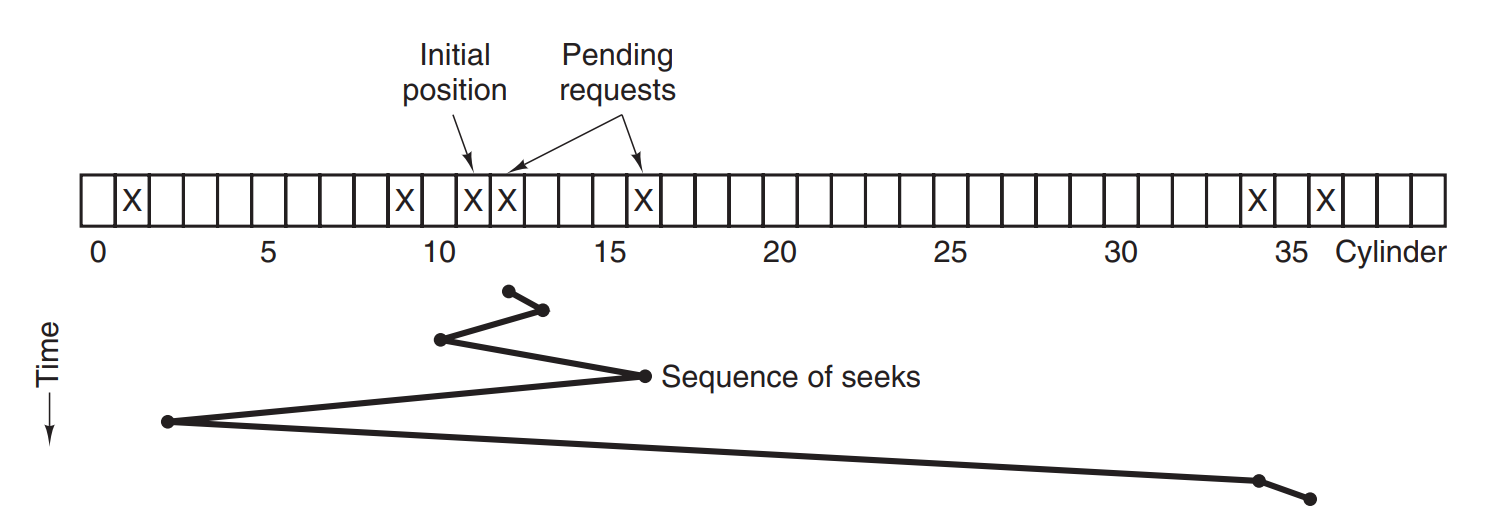 Initial
position
Pending
requests
X X X X X X X
0 5 10 15 20 25 30 35 Cylinder
Time
Sequence of seeks